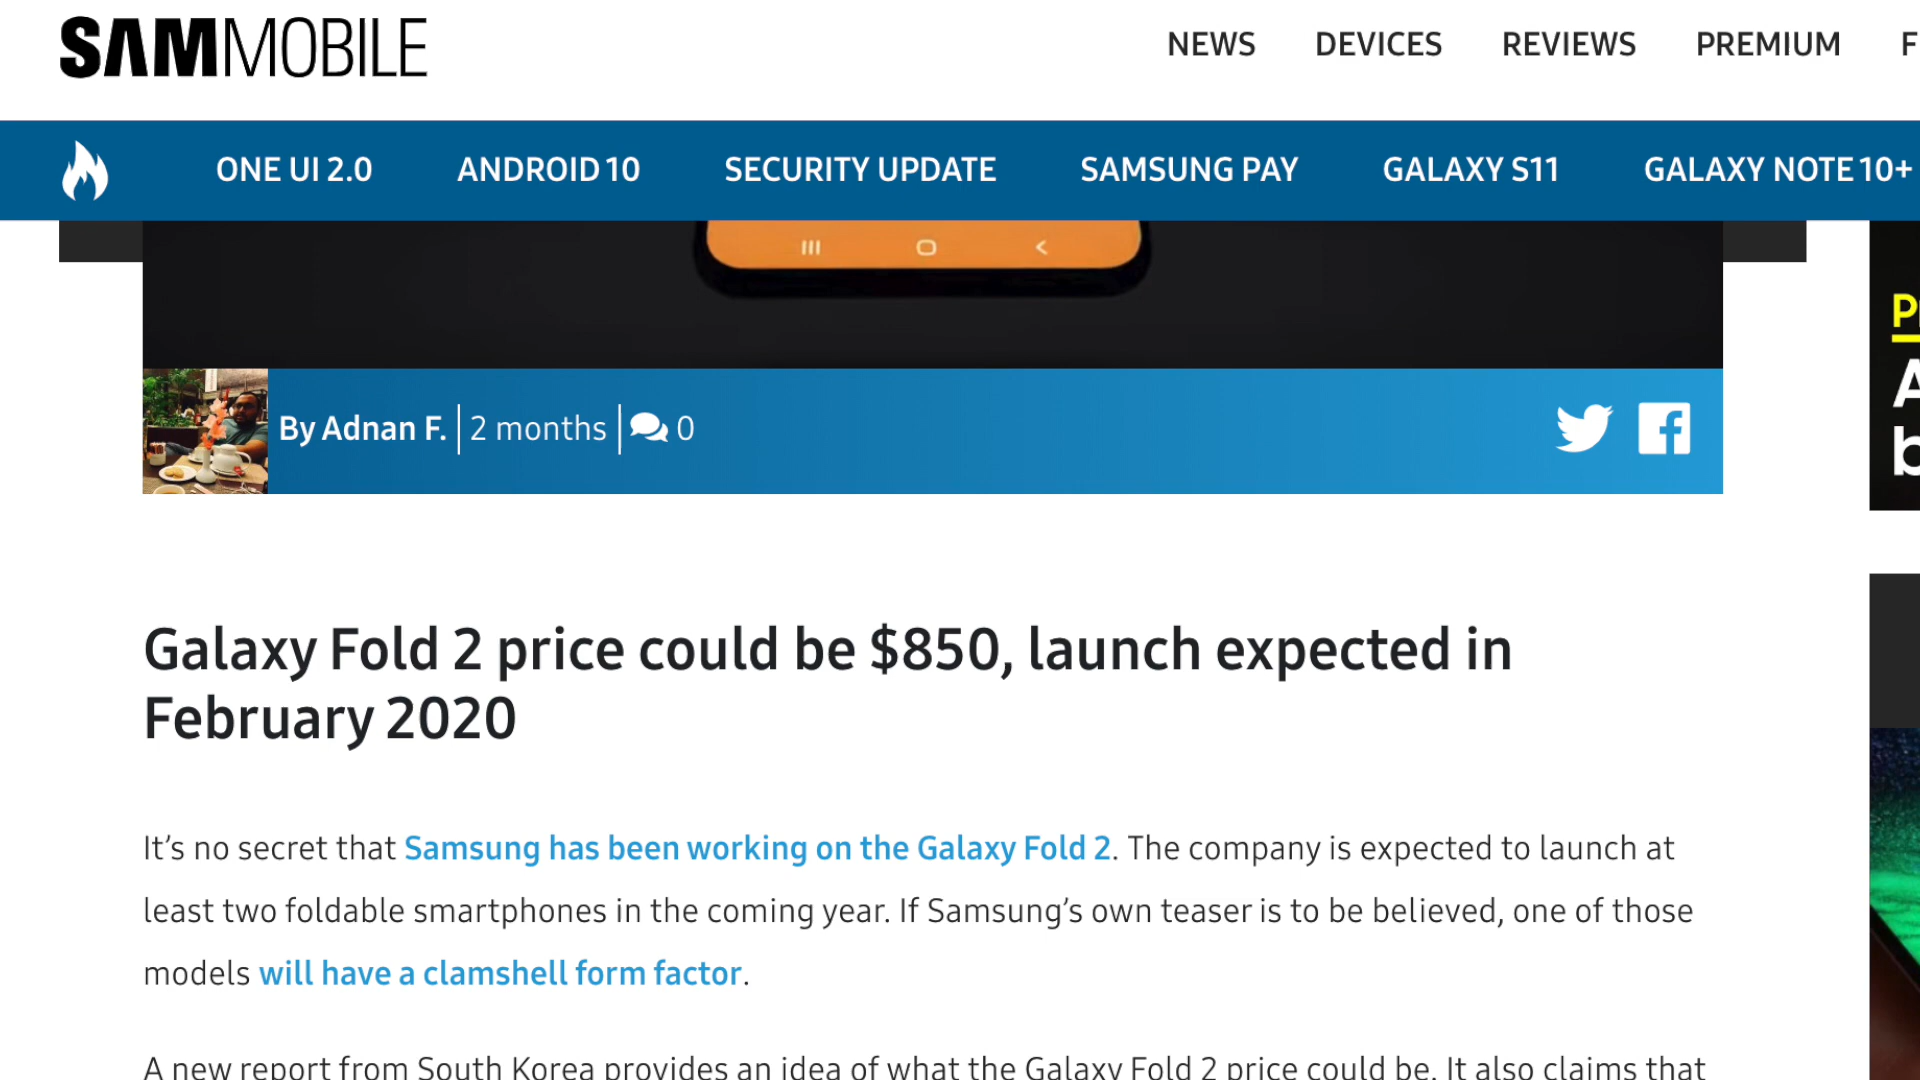 SAMMOBILE
NEWS DEVICES REVIEWS PREMIUM F
ONE UI 2.0 ANDROID 10 SECURITY UPDATE SAMSUNG PAY GALAXY S11 GALAXY NOTE 10+
By Adnan F. | 2 months | 0
Galaxy Fold 2 price could be $850, launch expected in
February 2020
It's no secret that Samsung has been working on the Galaxy Fold 2. The company is expected to launch at
least two foldable smartphones in the coming year. If Samsung's own teaser is to be believed, one of those
models will have a clamshell form factor.
A new report from South Korea provides an idea of what the Galaxy Fold 2 price could be. It also claims that